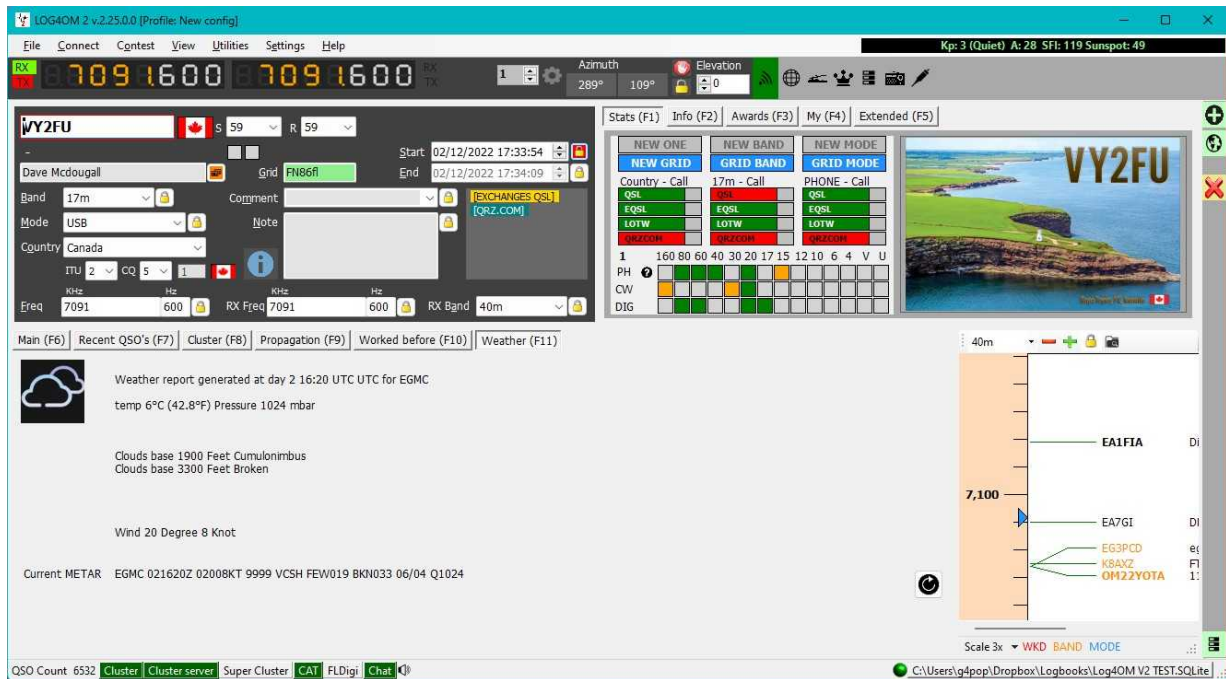 LOG4OM 2 v.2.25.0.0 [Profile: New config]
File Connect Contest View Utilities Settings Help
Kp: 3 (Quiet) A: 28 SFI: 119 Sunspot: 49
RX TX 7091.600 7091.600 RX TX 1
Azimuth Elevation
289° 109° 0
VY2FU S 59 R 59
-
Start 02/12/2022 17:33:54
Dave Mcdougall Grid FN86fl End 02/12/2022 17:34:09
Band 17m Comment [EXCHANGES QSL]
[QRZ.COM]
Mode USB Note
Country Canada
ITU 2 CQ 5 1
KHz Hz KHz Hz
Freq 7091 600 RX Freq 7091 600 RX Band 40m
Stats (F1) Info (F2) Awards (F3) My (F4) Extended (F5)
NEW ONE NEW BAND NEW MODE
NEW GRID GRID BAND GRID MODE
Country - Call 17m - Call PHONE - Call
QSL QSL QSL
EQSL EQSL EQSL
LOTW LOTW LOTW
QRZCOM QRZCOM QRZCOM
1 160 80 60 40 30 20 17 15 12 10 6 4 V U
PH
CW
DIG
VY2FU
Main (F6) Recent QSO's (F7) Cluster (F8) Propagation (F9) Worked before (F10) Weather (F11)
Weather report generated at day 2 16:20 UTC UTC for EGMC
temp 6°C (42.8°F) Pressure 1024 mbar
Clouds base 1900 Feet Cumulonimbus
Clouds base 3300 Feet Broken
Wind 20 Degree 8 Knot
Current METAR EGMC 021620Z 02008KT 9999 VCSH FEW019 BKN033 06/04 Q1024
40m
EA1FIA Di
7,100
EA7GI
EG3PCD
K8AXZ
OM22YOTA
Scale 3x WKD BAND MODE
QSO Count 6532 Cluster Cluster server Super Cluster CAT FLDigi Chat
C:\Users\g4pop\Dropbox\Logbooks\Log4OM V2 TEST.SQLite